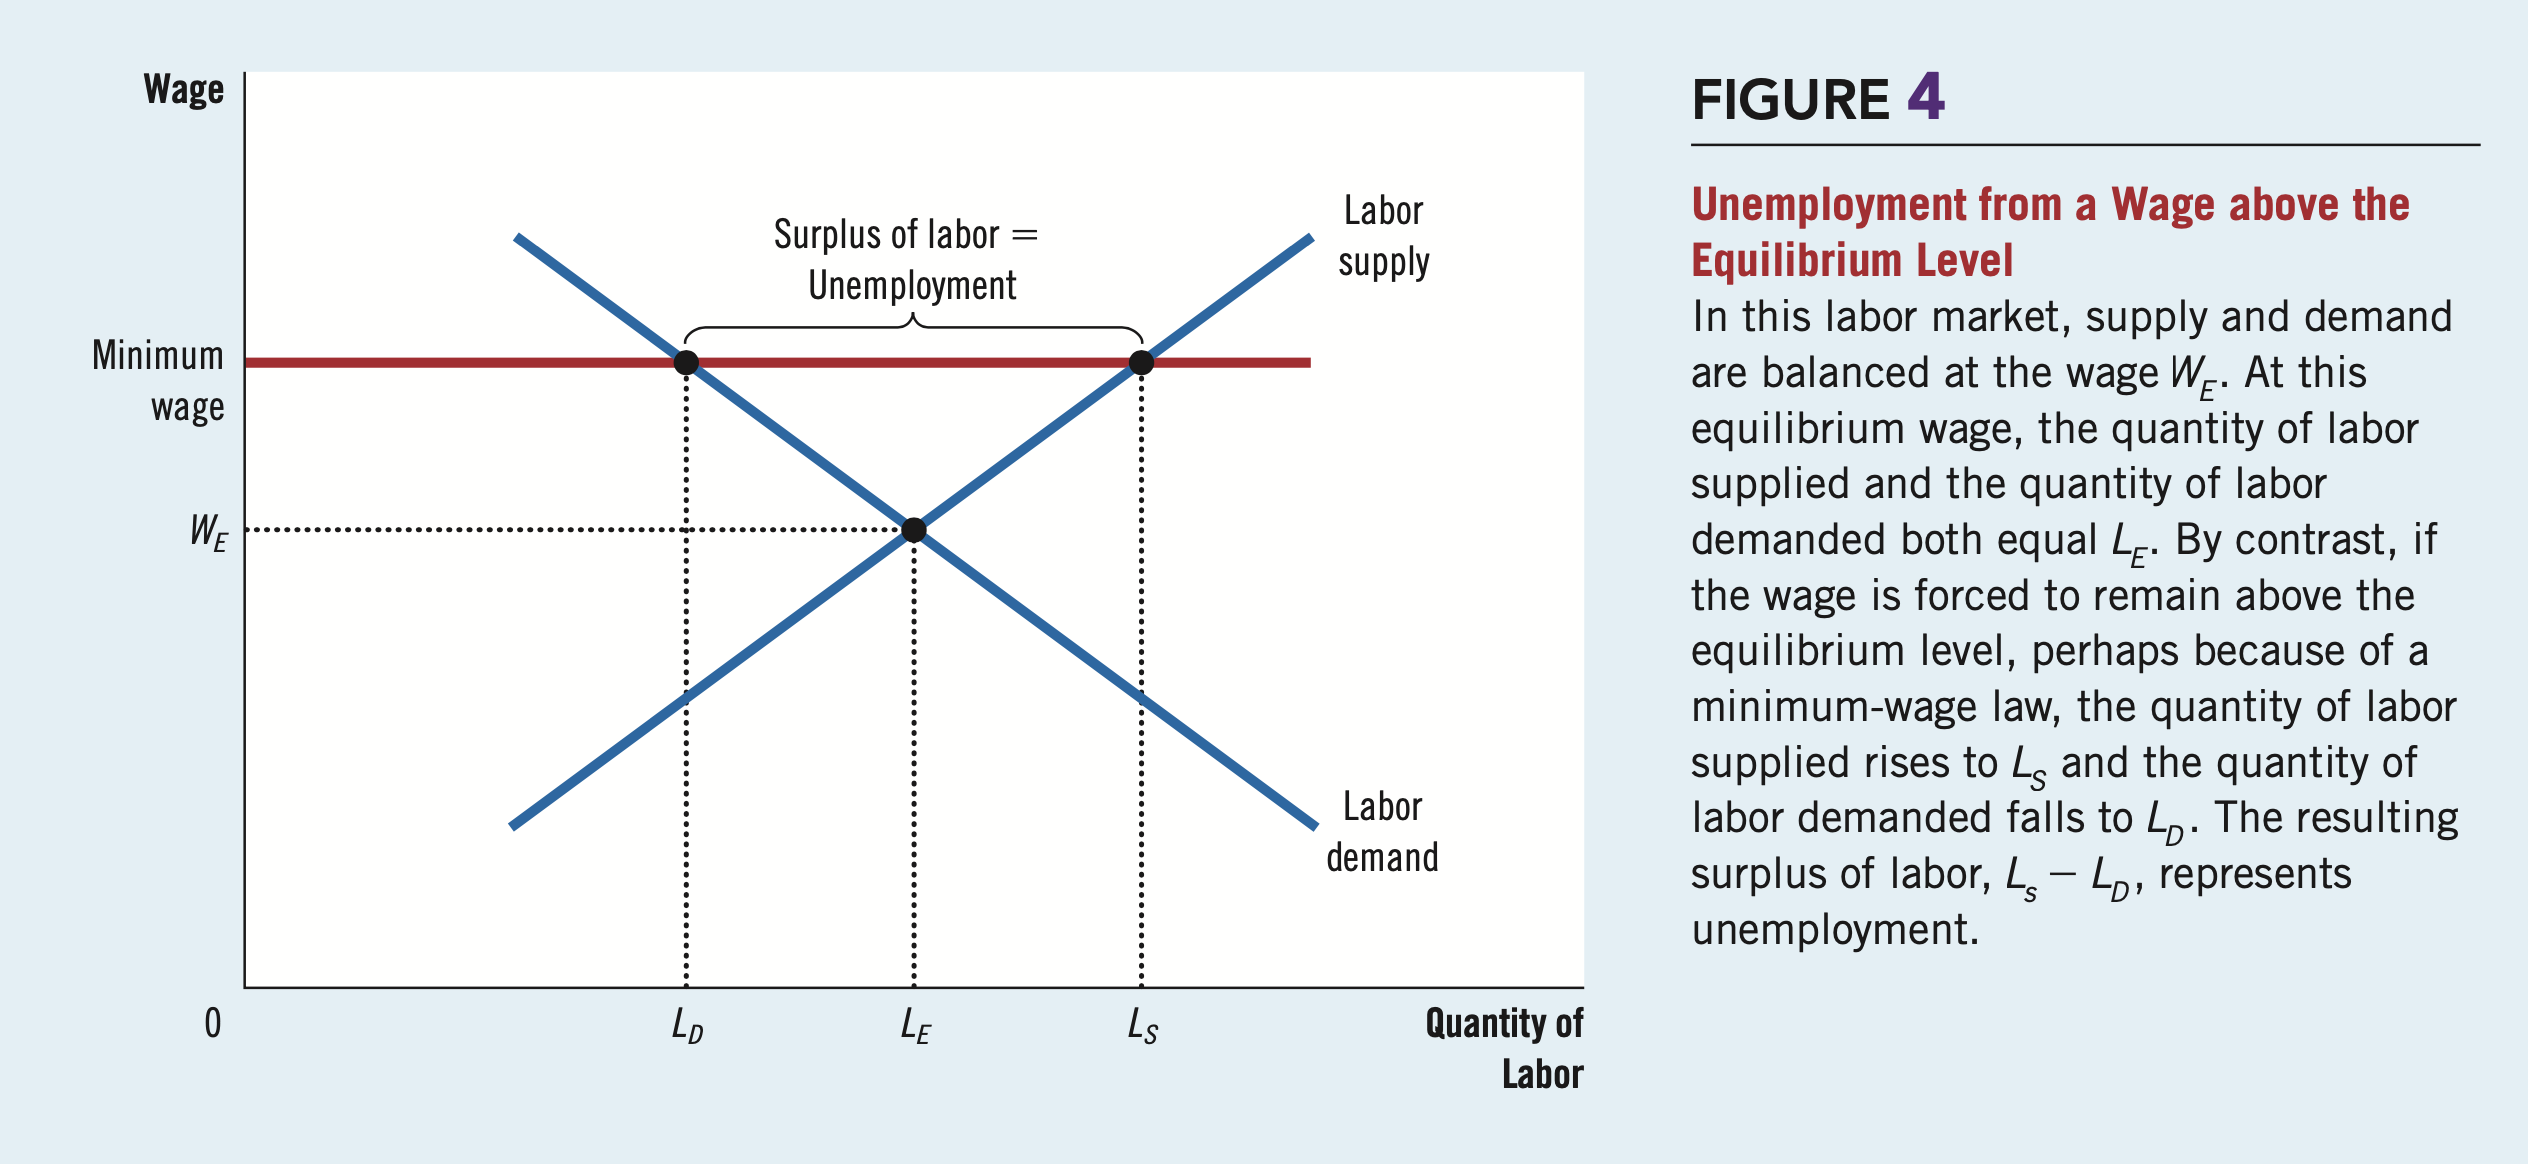 Wage
Surplus of labor =
Unemployment
Labor
supply
Minimum
wage
W_E
Labor
demand
0
L_D
L_E
L_S
Quantity of
Labor
FIGURE 4
Unemployment from a Wage above the
Equilibrium Level
In this labor market, supply and demand
are balanced at the wage W_E. At this
equilibrium wage, the quantity of labor
supplied and the quantity of labor
demanded both equal L_E. By contrast, if
the wage is forced to remain above the
equilibrium level, perhaps because of a
minimum-wage law, the quantity of labor
supplied rises to L_S and the quantity of
labor demanded falls to L_D. The resulting
surplus of labor, L_s − L_D, represents
unemployment.